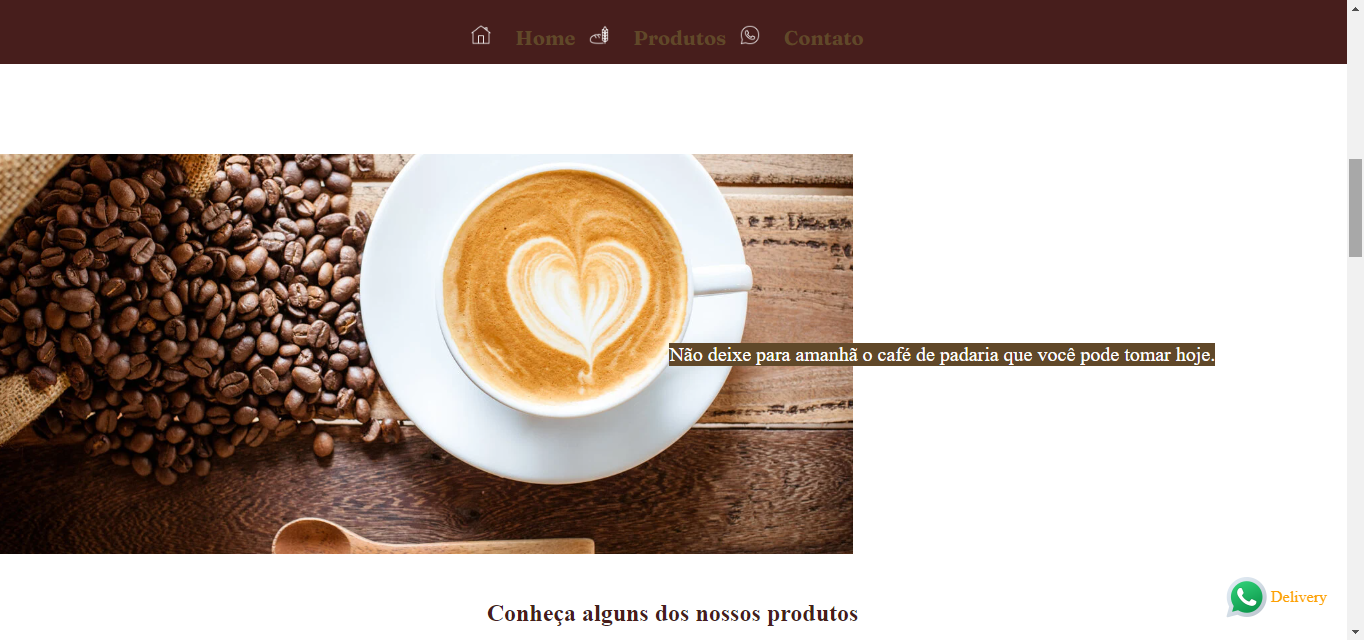 Home Produtos Contato
Não deixe para amanhã o café de padaria que você pode tomar hoje.
Conheça alguns dos nossos produtos
Delivery